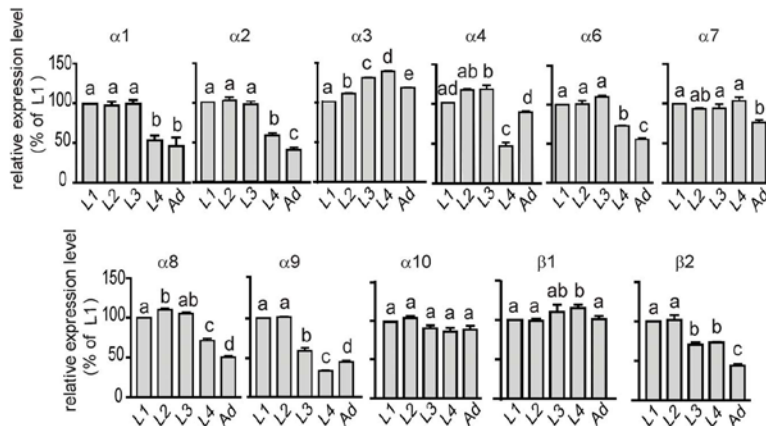 α1 α2 α3 α4 α6 α7
relative expression level
(% of L1)
150
100
50
0
a a a b b
a a a b c
a b c d e
ad ab b c d
a a a b c
a ab a a b
L1 L2 L3 L4 Ad
L1 L2 L3 L4 Ad
L1 L2 L3 L4 Ad
L1 L2 L3 L4 Ad
L1 L2 L3 L4 Ad
L1 L2 L3 L4 Ad
α8 α9 α10 β1 β2
relative expression level
(% of L1)
150
100
50
0
a b ab c d
a a b c d
a a a a a
a a ab b a
a a b b c
L1 L2 L3 L4 Ad
L1 L2 L3 L4 Ad
L1 L2 L3 L4 Ad
L1 L2 L3 L4 Ad
L1 L2 L3 L4 Ad